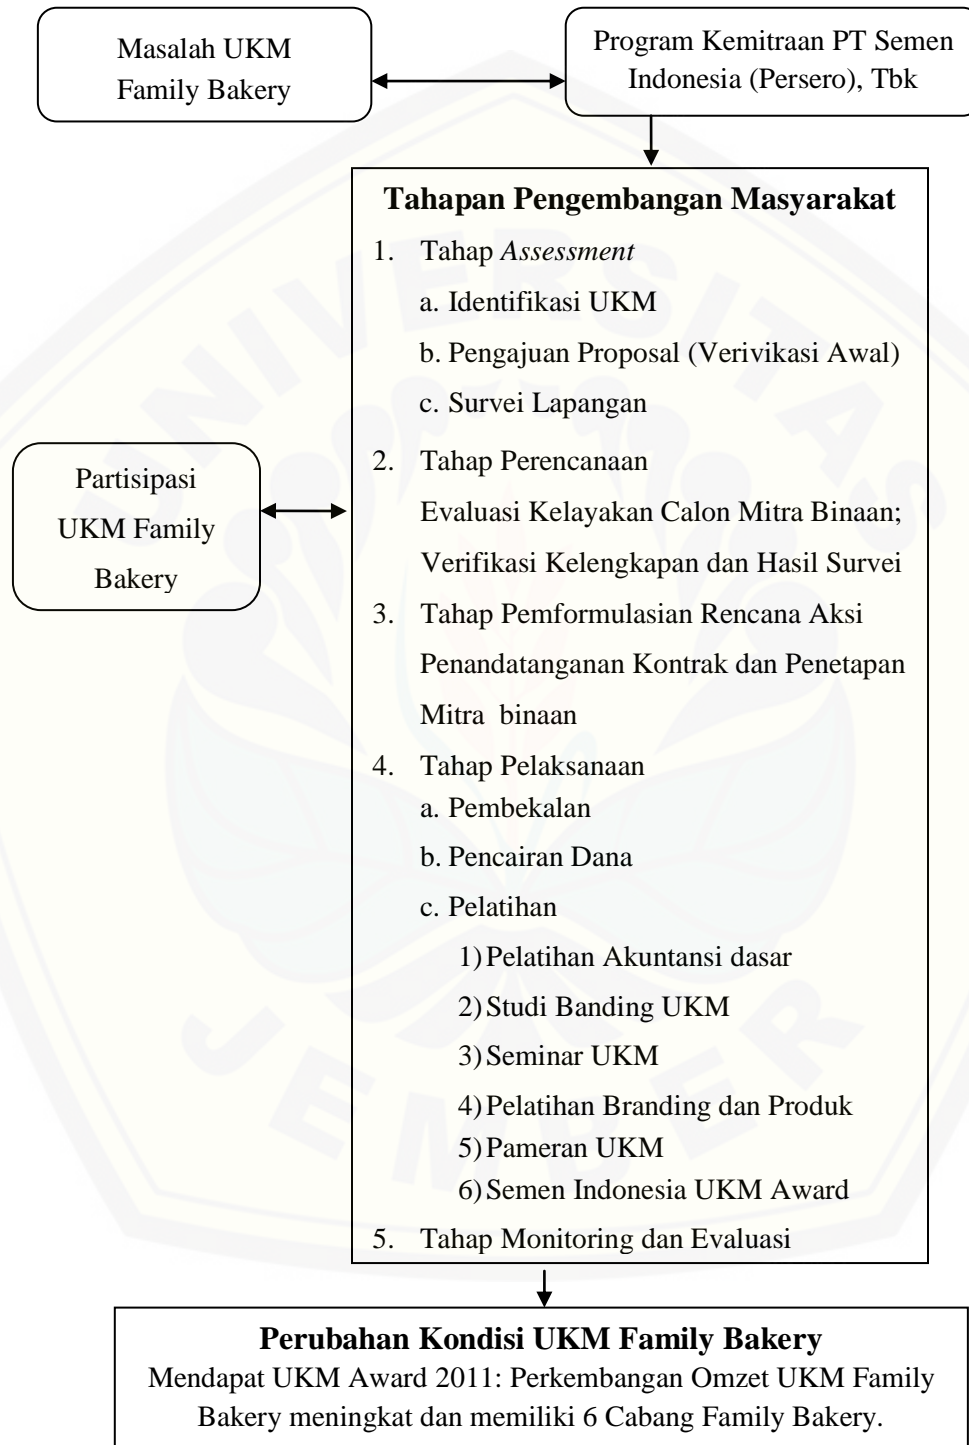 Masalah UKM
Family Bakery
Program Kemitraan PT Semen
Indonesia (Persero), Tbk
Tahapan Pengembangan Masyarakat
1. Tahap Assessment
a. Identifikasi UKM
b. Pengajuan Proposal (Verivikasi Awal)
c. Survei Lapangan
Partisipasi
UKM Family
Bakery
2. Tahap Perencanaan
Evaluasi Kelayakan Calon Mitra Binaan;
Verifikasi Kelengkapan dan Hasil Survei
3. Tahap Pemformulasian Rencana Aksi
Penandatanganan Kontrak dan Penetapan
Mitra binaan
4. Tahap Pelaksanaan
a. Pembekalan
b. Pencairan Dana
c. Pelatihan
1) Pelatihan Akuntansi dasar
2) Studi Banding UKM
3) Seminar UKM
4) Pelatihan Branding dan Produk
5) Pameran UKM
6) Semen Indonesia UKM Award
5. Tahap Monitoring dan Evaluasi
Perubahan Kondisi UKM Family Bakery
Mendapat UKM Award 2011: Perkembangan Omzet UKM Family
Bakery meningkat dan memiliki 6 Cabang Family Bakery.
UNIVERSITAS
JEMBER